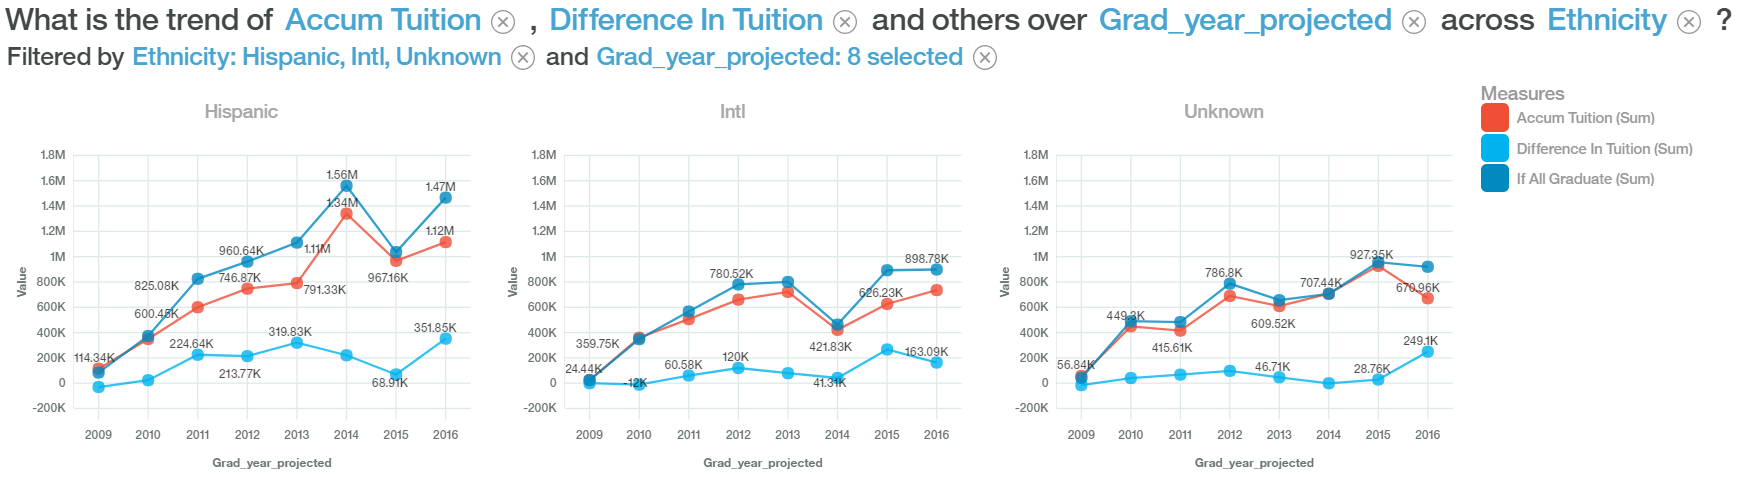 What is the trend of Accum Tuition , Difference In Tuition and others over Grad_year_projected across Ethnicity ?
Filtered by Ethnicity: Hispanic, Intl, Unknown and Grad_year_projected: 8 selected
Hispanic
1.8M
1.6M
1.4M
1.2M
1M
800K
600K
400K
200K
0
-200K
Value
114.34K
600.45K
825.08K
224.64K
960.64K
746.87K
213.77K
319.83K
1.11M
791.33K
1.56M
1.34M
967.16K
68.91K
1.47M
1.12M
351.85K
2009 2010 2011 2012 2013 2014 2015 2016
Grad_year_projected
Intl
1.8M
1.6M
1.4M
1.2M
1M
800K
600K
400K
200K
0
-200K
Value
24.44K
359.75K
-12K
60.58K
780.52K
120K
421.83K
41.31K
626.23K
898.78K
163.09K
2009 2010 2011 2012 2013 2014 2015 2016
Grad_year_projected
Unknown
1.8M
1.6M
1.4M
1.2M
1M
800K
600K
400K
200K
0
-200K
Value
56.84K
449.3K
415.61K
786.8K
609.52K
46.71K
707.44K
927.35K
28.76K
670.96K
249.1K
2009 2010 2011 2012 2013 2014 2015 2016
Grad_year_projected
Measures
Accum Tuition (Sum)
Difference In Tuition (Sum)
If All Graduate (Sum)